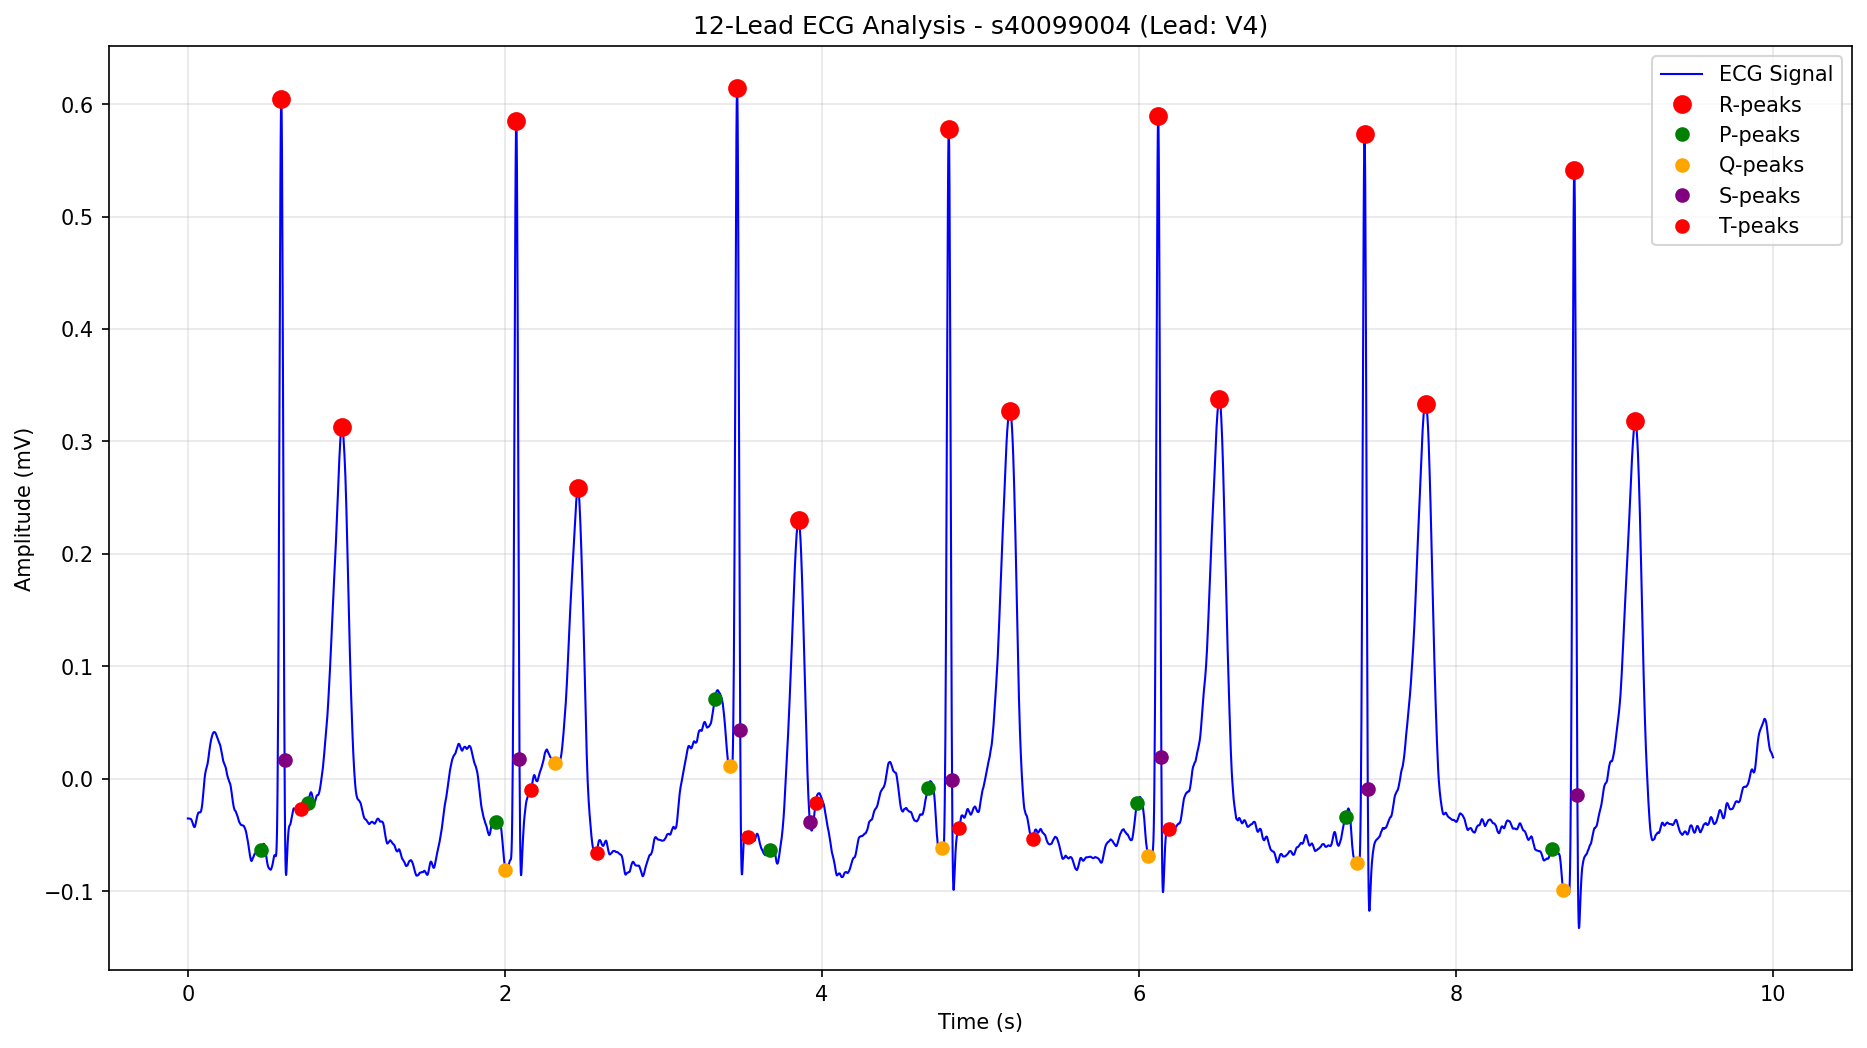 12-Lead ECG Analysis - s40099004 (Lead: V4)
ECG Signal
R-peaks
P-peaks
Q-peaks
S-peaks
T-peaks
Amplitude (mV)
0.6
0.5
0.4
0.3
0.2
0.1
0.0
−0.1
0 2 4 6 8 10
Time (s)